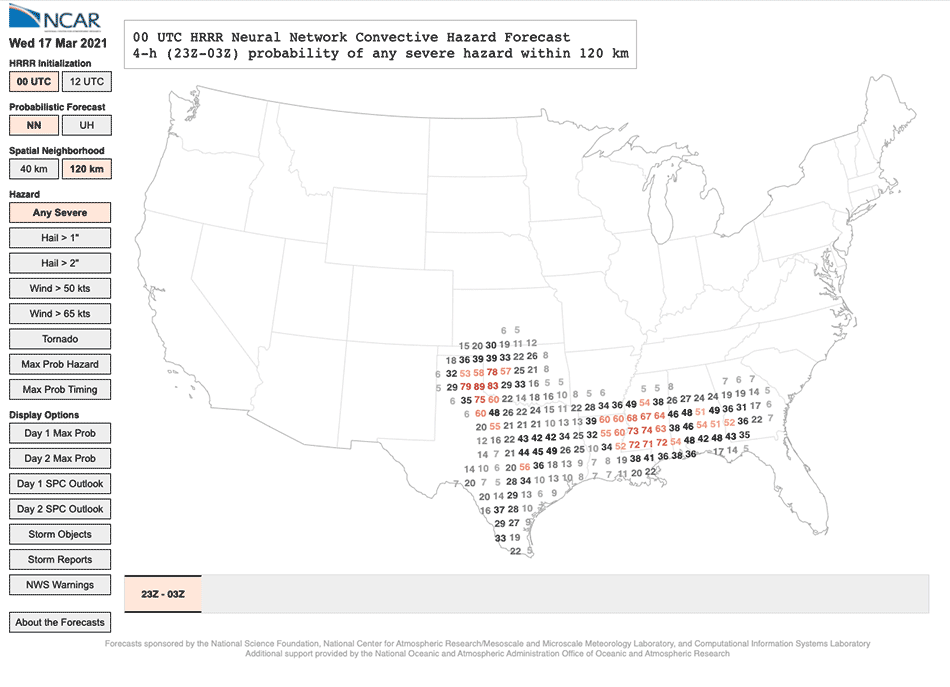 NCAR
Wed 17 Mar 2021
HRRR Initialization
00 UTC 12 UTC
Probabilistic Forecast
NN UH
Spatial Neighborhood
40 km 120 km
Hazard
Any Severe
Hail > 1"
Hail > 2"
Wind > 50 kts
Wind > 65 kts
Tornado
Max Prob Hazard
Max Prob Timing
Display Options
Day 1 Max Prob
Day 2 Max Prob
Day 1 SPC Outlook
Day 2 SPC Outlook
Storm Objects
Storm Reports
NWS Warnings
About the Forecasts
00 UTC HRRR Neural Network Convective Hazard Forecast
4-h (23Z-03Z) probability of any severe hazard within 120 km
6 5
15 20 30 19 11 12
18 36 39 39 33 22 26 8
6 32 53 58 78 57 25 21 8
5 29 79 89 83 29 33 16 5 5
6 35 75 60 22 14 18 16 10 8 5 6 5 5 8 7 6 7
6 60 48 26 22 24 15 11 22 28 34 36 49 54 38 26 27 24 24 19 19 14 5
20 55 21 21 21 10 13 13 39 60 60 68 67 64 46 48 51 49 36 31 17 6
12 16 22 43 42 42 34 25 32 55 60 73 74 63 38 46 54 51 52 36 22 7
14 7 21 44 45 49 26 25 10 34 52 72 71 72 54 48 42 48 43 35
14 10 6 20 56 36 18 13 9 7 8 19 38 41 36 38 36 17 14 5
7 20 7 5 28 34 10 13 10 8 7 7 11 20 22
20 14 29 13 6 9
16 37 28 10
29 27 9
33 19
22 5
23Z - 03Z
Forecasts sponsored by the National Science Foundation, National Center for Atmospheric Research/Mesoscale and Microscale Meteorology Laboratory, and Computational Information Systems Laboratory
Additional support provided by the National Oceanic and Atmospheric Administration Office of Oceanic and Atmospheric Research